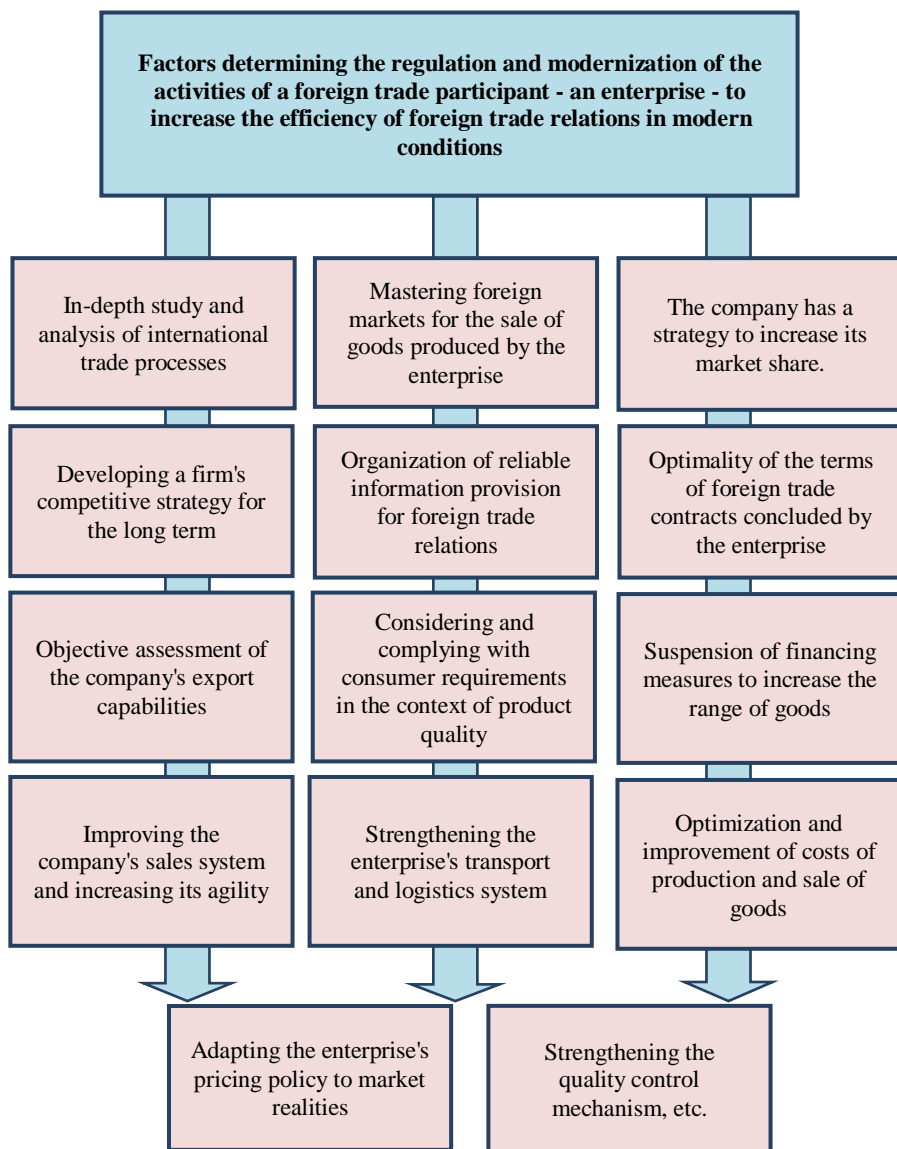 Factors determining the regulation and modernization of the
activities of a foreign trade participant - an enterprise - to
increase the efficiency of foreign trade relations in modern
conditions
In-depth study and
analysis of international
trade processes
Mastering foreign
markets for the sale of
goods produced by the
enterprise
The company has a
strategy to increase its
market share.
Developing a firm's
competitive strategy for
the long term
Organization of reliable
information provision
for foreign trade
relations
Optimality of the terms
of foreign trade
contracts concluded by
the enterprise
Objective assessment of
the company's export
capabilities
Considering and
complying with
consumer requirements
in the context of product
quality
Suspension of financing
measures to increase the
range of goods
Improving the
company's sales system
and increasing its agility
Strengthening the
enterprise's transport
and logistics system
Optimization and
improvement of costs of
production and sale of
goods
Adapting the enterprise's
pricing policy to market
realities
Strengthening the
quality control
mechanism, etc.